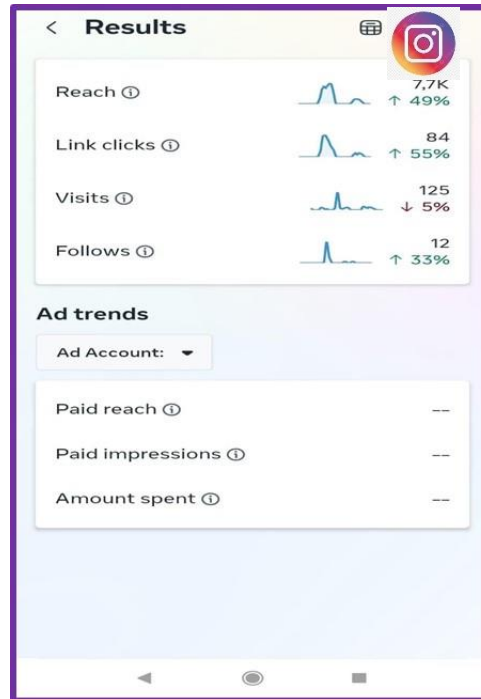 Results
Reach
7,7K
↑ 49%
Link clicks
84
↑ 55%
Visits
125
↓ 5%
Follows
12
↑ 33%
Ad trends
Ad Account:
Paid reach
--
Paid impressions
--
Amount spent
--